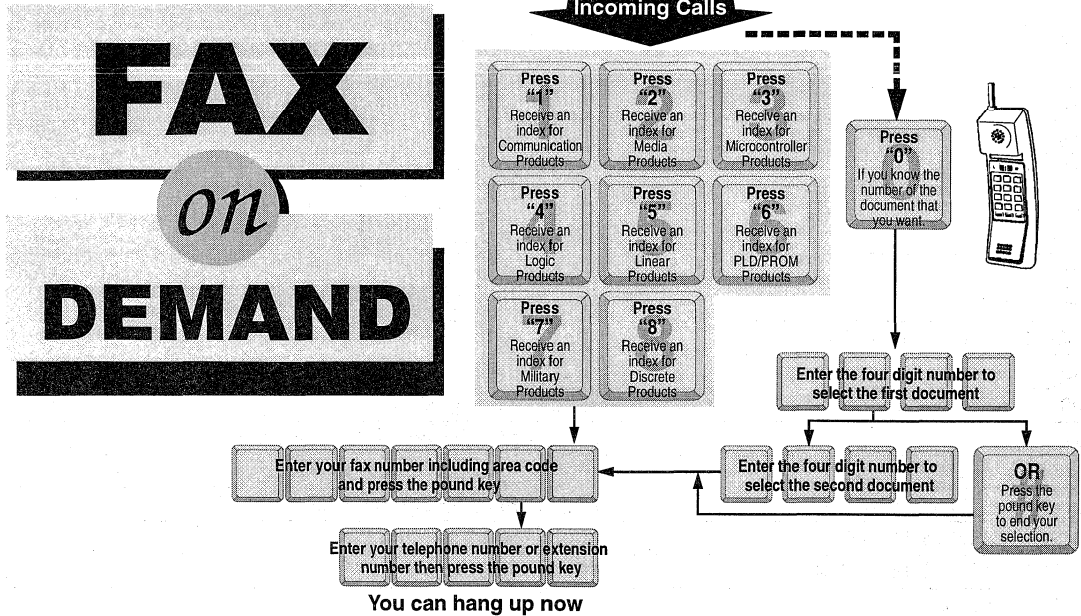 FAX
on
DEMAND
Incoming Calls
Press
“1”
Receive an
index for
Communication
Products
Press
“2”
Receive an
index for
Media
Products
Press
“3”
Receive an
index for
Microcontroller
Products
Press
“4”
Receive an
index for
Logic
Products
Press
“5”
Receive an
index for
Linear
Products
Press
“6”
Receive an
index for
PLD/PROM
Products
Press
“7”
Receive an
index for
Military
Products
Press
“8”
Receive an
index for
Discrete
Products
Press
“0”
If you know the
number of the
document that
you want.
Enter the four digit number to
select the first document
Enter the four digit number to
select the second document
OR
Press the
pound key
to end your
selection.
Enter your fax number including area code
and press the pound key
Enter your telephone number or extension
number then press the pound key
You can hang up now